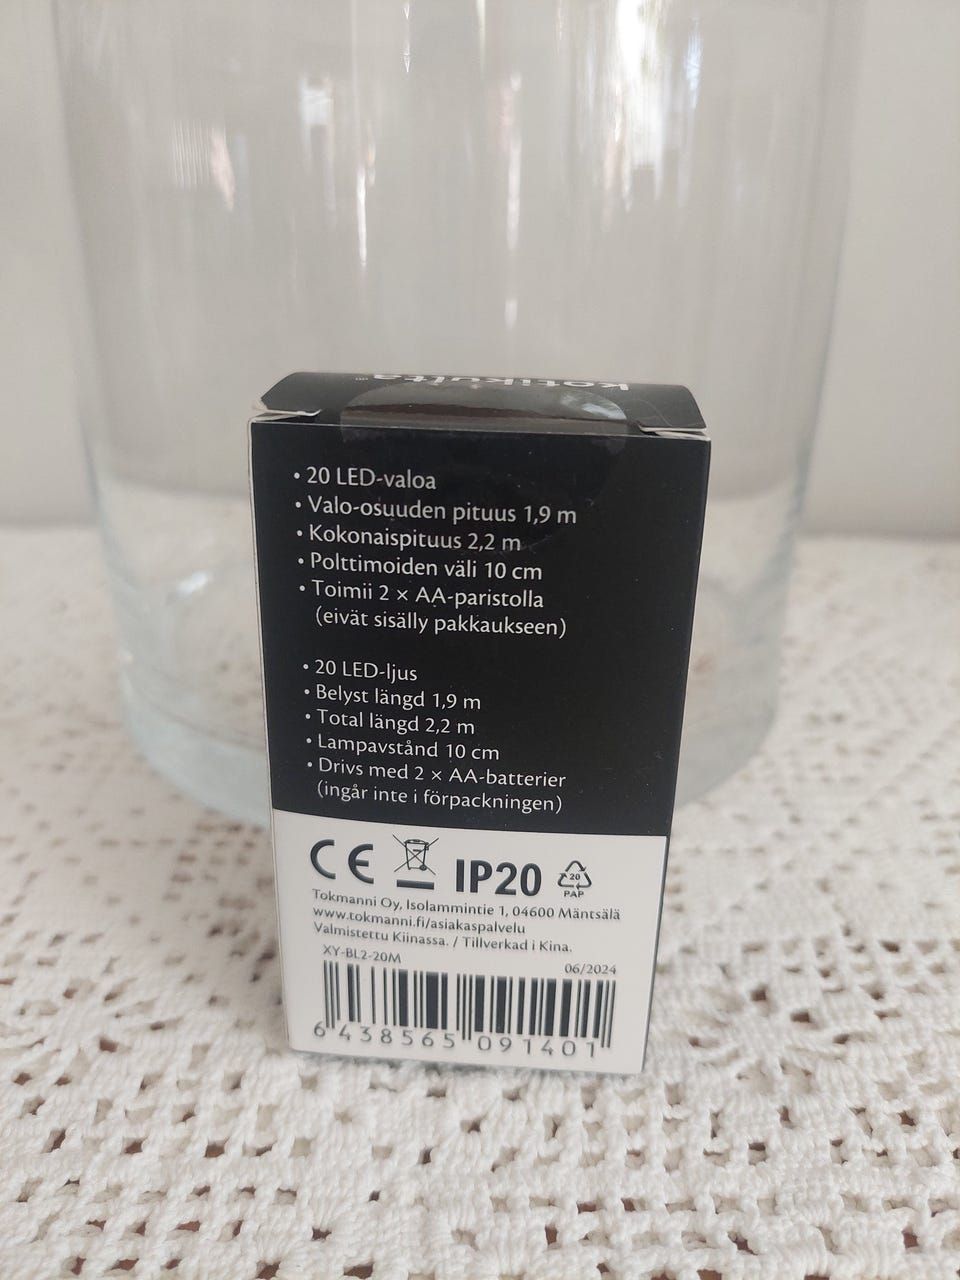 kotikulta
• 20 LED-valoa
• Valo-osuuden pituus 1,9 m
• Kokonaispituus 2,2 m
• Polttimoiden väli 10 cm
• Toimii 2 × AA-paristolla
(eivät sisälly pakkaukseen)
• 20 LED-ljus
• Belyst längd 1,9 m
• Total längd 2,2 m
• Lampavstånd 10 cm
• Drivs med 2 × AA-batterier
(ingår inte i förpackningen)
CE IP20 20
PAP
Tokmanni Oy, Isolammintie 1, 04600 Mäntsälä
www.tokmanni.fi/asiakaspalvelu
Valmistettu Kiinassa. / Tillverkad i Kina.
XY-BL2-20M 06/2024
6 438565 091401